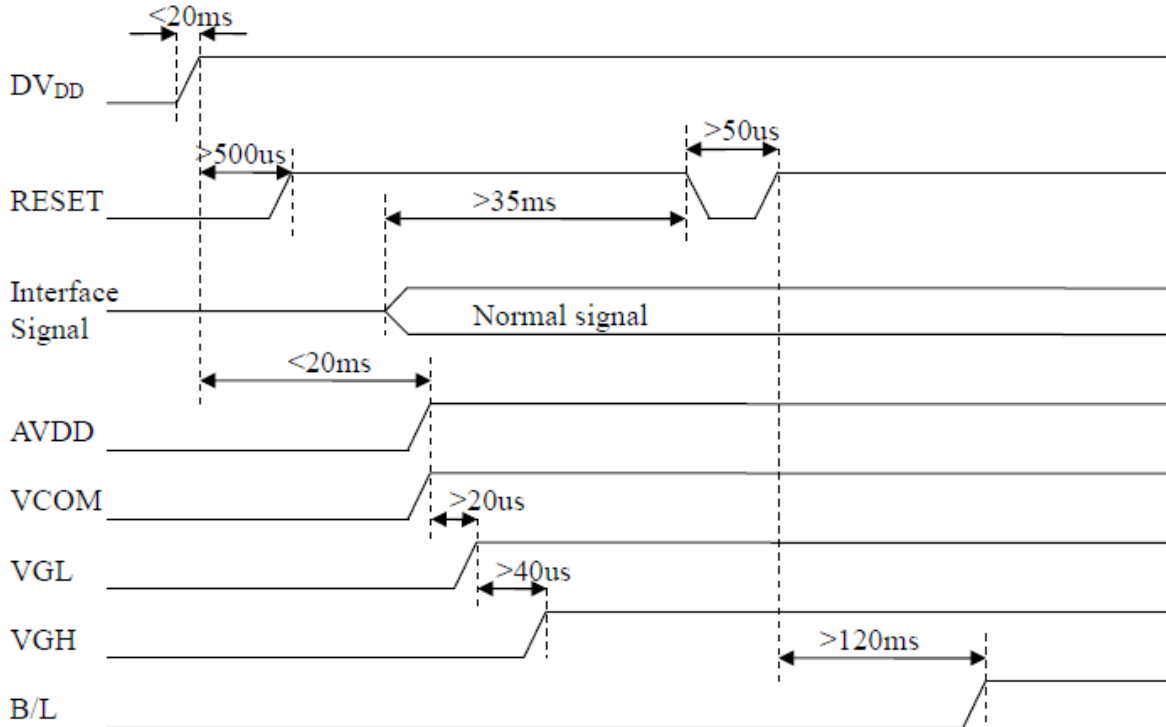 <20ms
DVDD
>500us
>50us
RESET
>35ms
Interface
Signal
Normal signal
<20ms
AVDD
VCOM
>20us
VGL
>40us
VGH
>120ms
B/L